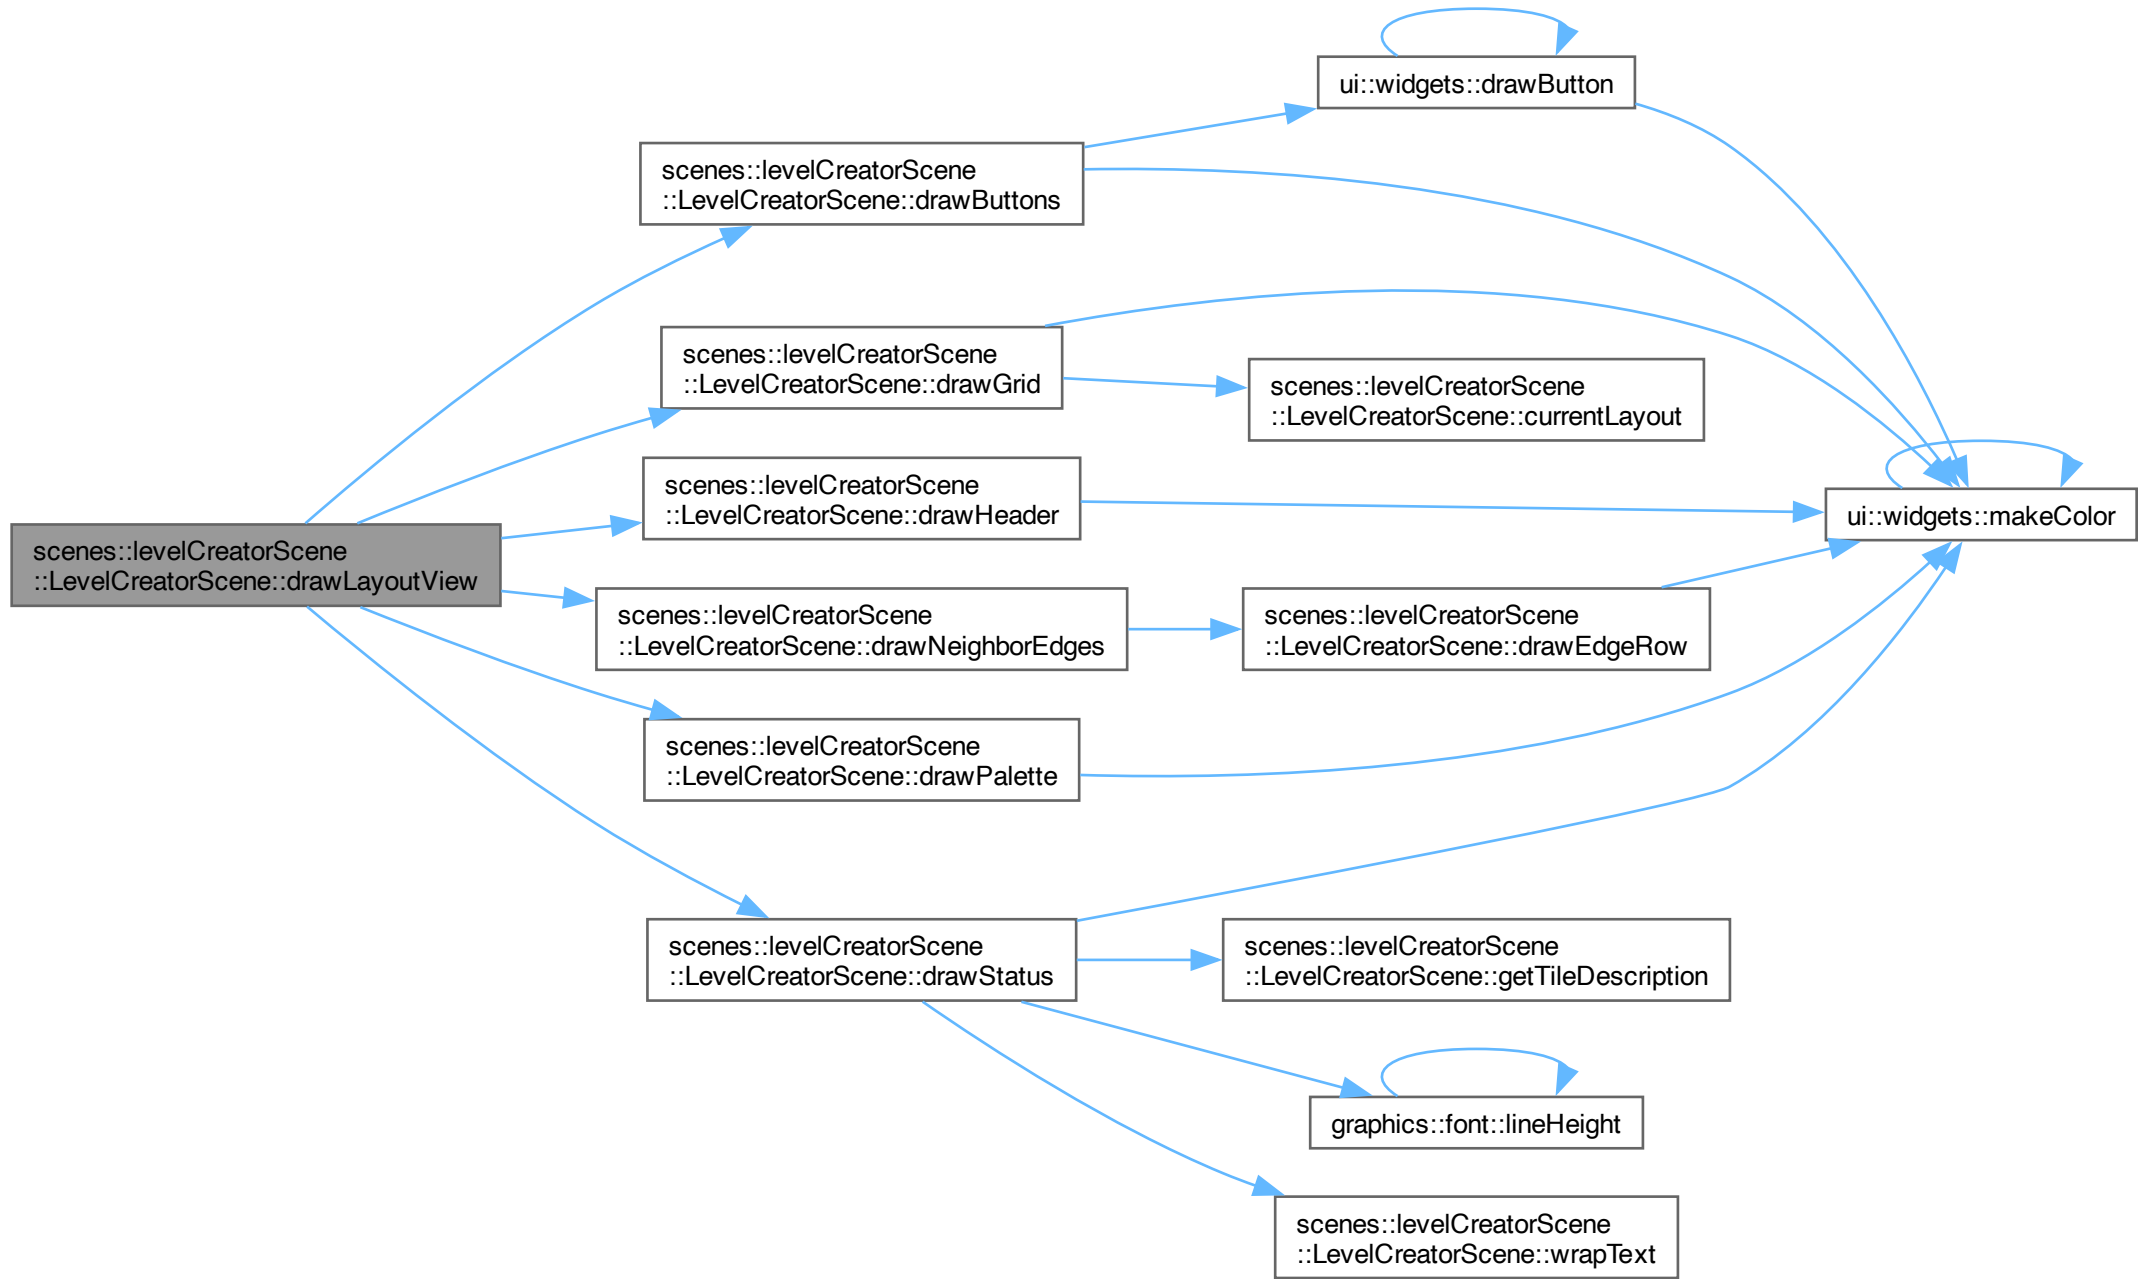 scenes::levelCreatorScene
::LevelCreatorScene::drawLayoutView
scenes::levelCreatorScene
::LevelCreatorScene::drawButtons
scenes::levelCreatorScene
::LevelCreatorScene::drawGrid
scenes::levelCreatorScene
::LevelCreatorScene::drawHeader
scenes::levelCreatorScene
::LevelCreatorScene::drawNeighborEdges
scenes::levelCreatorScene
::LevelCreatorScene::drawPalette
scenes::levelCreatorScene
::LevelCreatorScene::drawStatus
ui::widgets::drawButton
scenes::levelCreatorScene
::LevelCreatorScene::currentLayout
scenes::levelCreatorScene
::LevelCreatorScene::drawEdgeRow
scenes::levelCreatorScene
::LevelCreatorScene::getTileDescription
graphics::font::lineHeight
scenes::levelCreatorScene
::LevelCreatorScene::wrapText
ui::widgets::makeColor